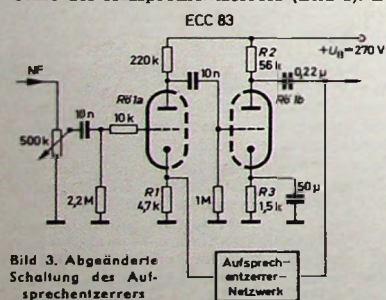 ECC 83
+U_B=270 V
220k
R2
56k
0,22µ
10n
NF
Rö1a
Rö1b
10n
10k
500k
2,2M
R1
4,7k
1M
R3
1,5k
50µ
Bild 3. Abgeänderte
Schaltung des Auf-
sprechentzerrers
Aufsprech-
entzerrer-
Netzwerk